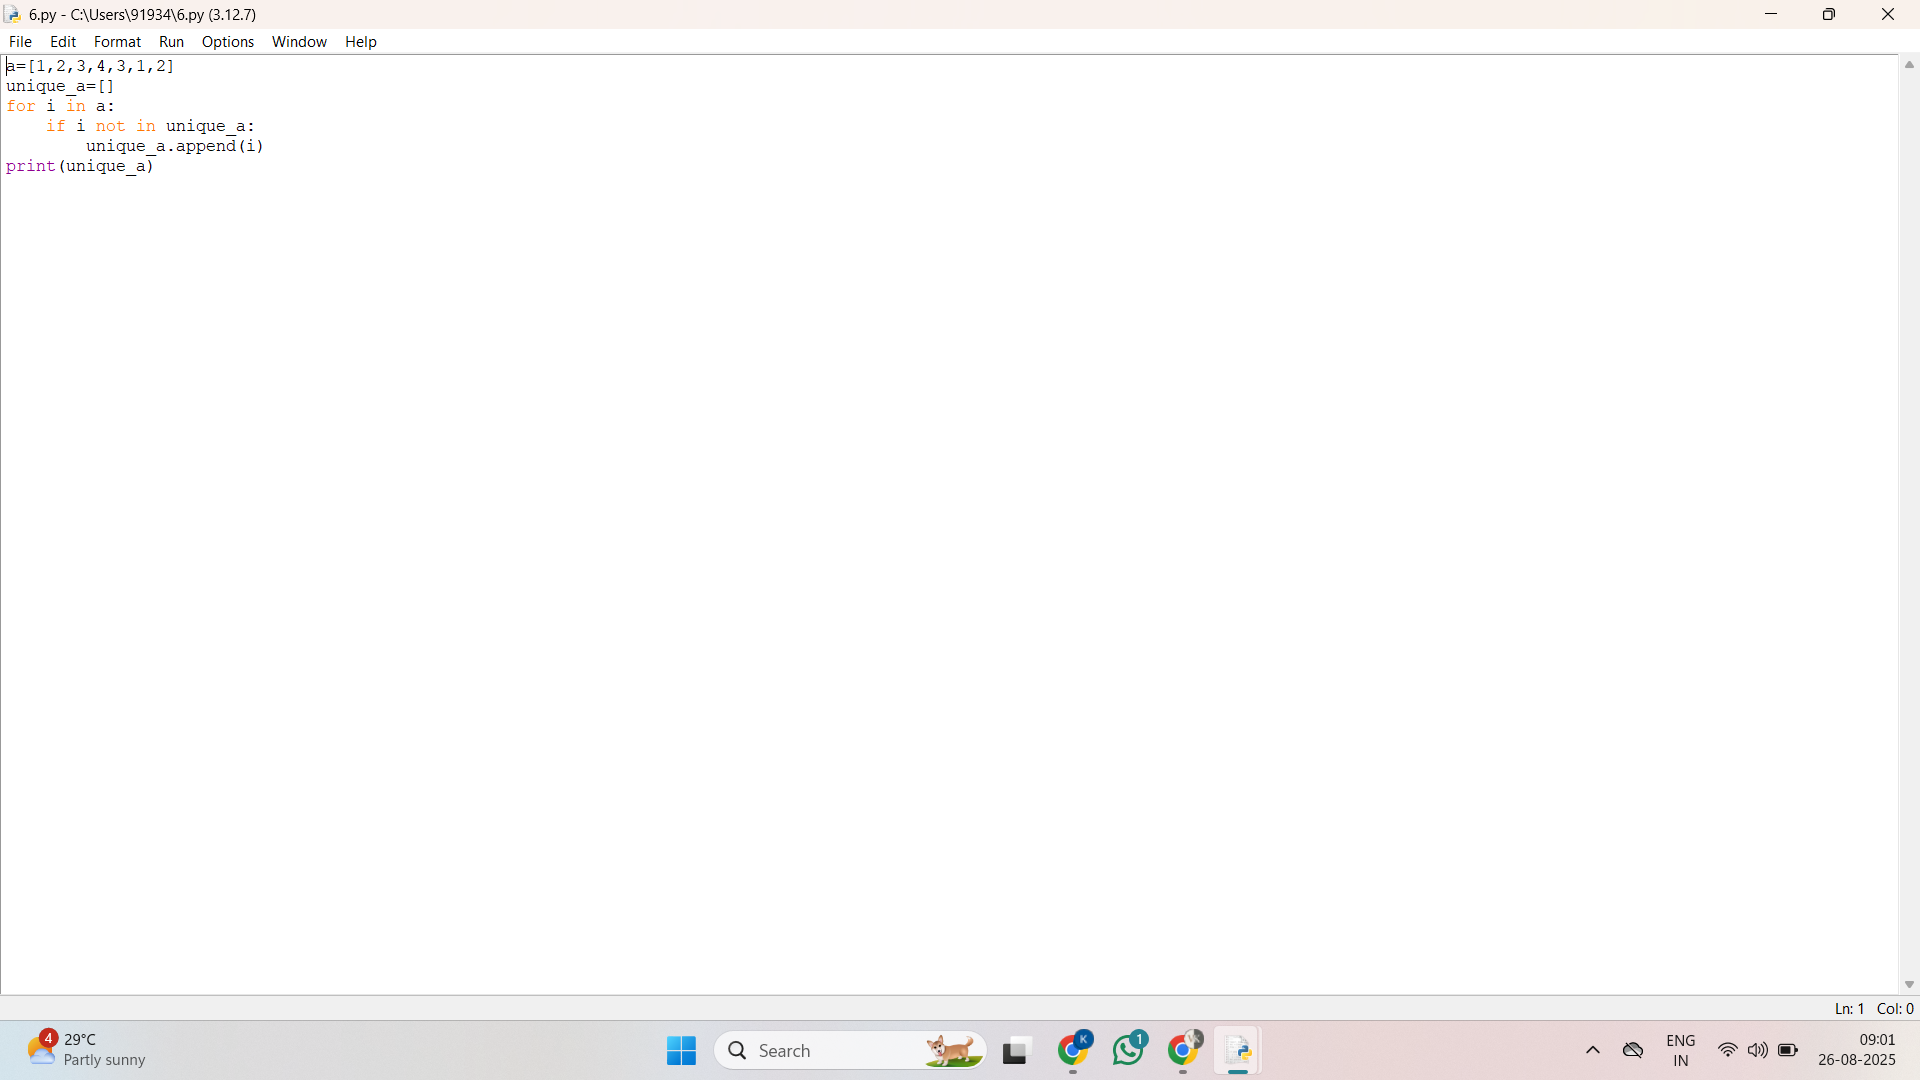 6.py - C:\Users\91934\6.py (3.12.7)
File Edit Format Run Options Window Help
a=[1,2,3,4,3,1,2]
unique_a=[]
for i in a:
    if i not in unique_a:
        unique_a.append(i)
print(unique_a)
Ln: 1 Col: 0
4
29°C
Partly sunny
Search
K
1
VK
ENG
IN
09:01
26-08-2025